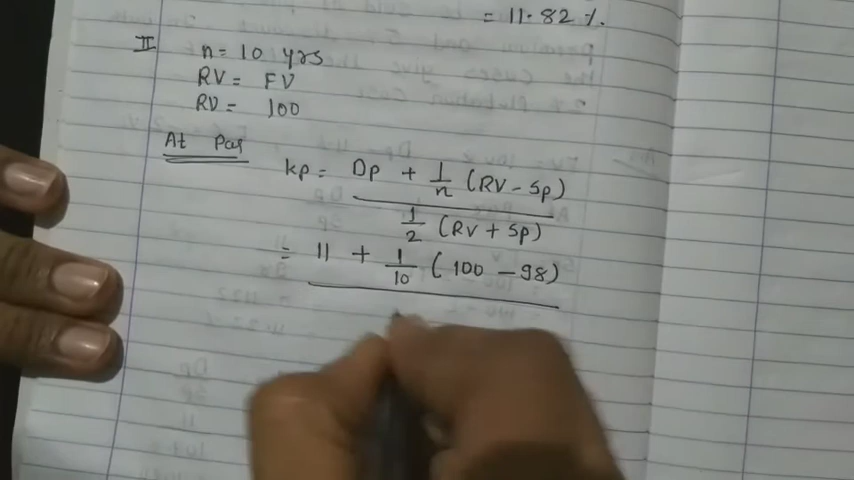 = 11.82 %.
II n = 10 yrs
RV = FV
RV = 100
At Par
kp = Dp + 1/n (RV - Sp)
1/2 (RV + Sp)
= 11 + 1/10 (100 - 98)